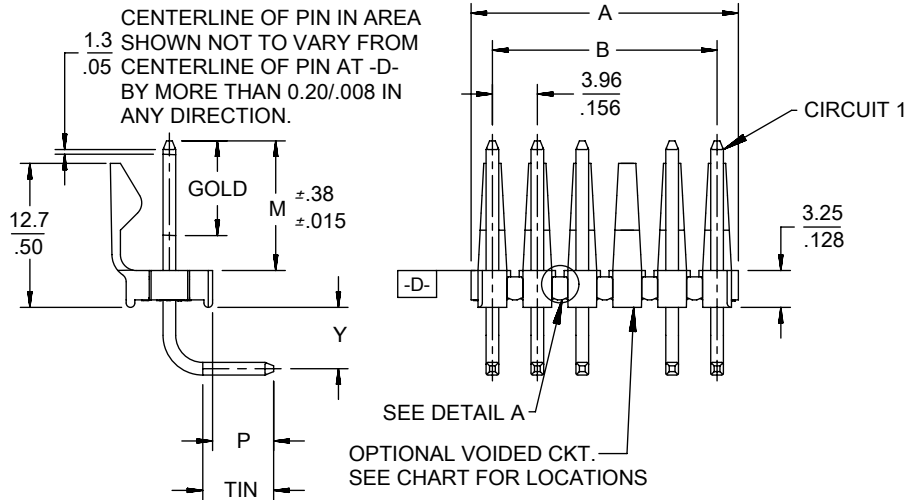 CENTERLINE OF PIN IN AREA
SHOWN NOT TO VARY FROM
CENTERLINE OF PIN AT -D-
BY MORE THAN 0.20/.008 IN
ANY DIRECTION.
1.3
.05
A
B
3.96
.156
CIRCUIT 1
GOLD
M
±.38
±.015
12.7
.50
3.25
.128
-D-
Y
SEE DETAIL A
P
OPTIONAL VOIDED CKT.
SEE CHART FOR LOCATIONS
TIN